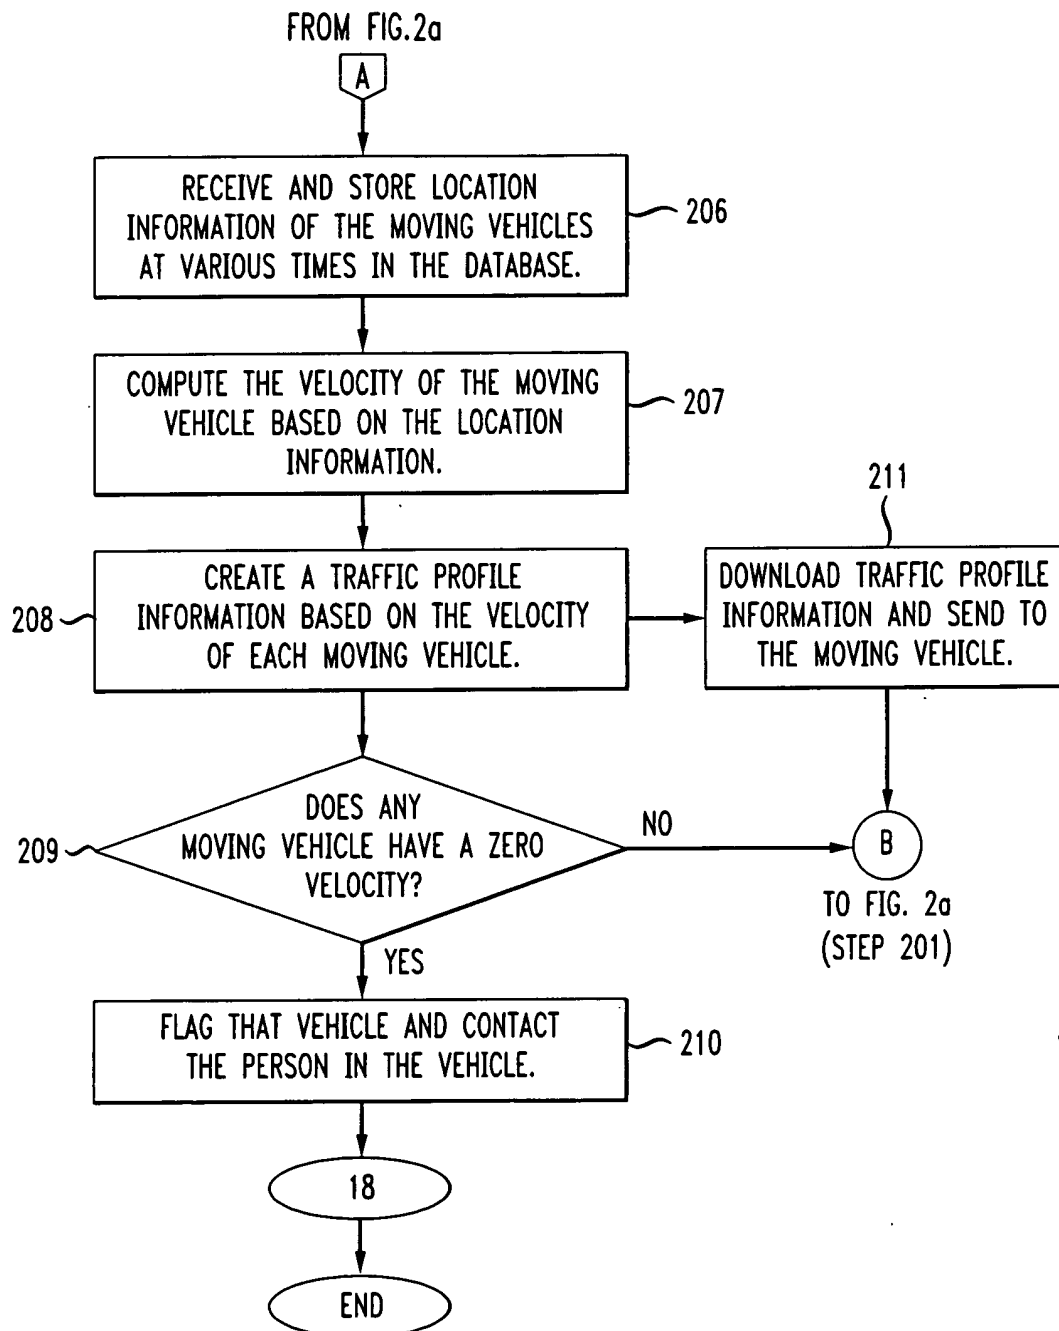 FROM FIG.2a
A
RECEIVE AND STORE LOCATION
INFORMATION OF THE MOVING VEHICLES
AT VARIOUS TIMES IN THE DATABASE.
206
COMPUTE THE VELOCITY OF THE MOVING
VEHICLE BASED ON THE LOCATION
INFORMATION.
207
CREATE A TRAFFIC PROFILE
INFORMATION BASED ON THE VELOCITY
OF EACH MOVING VEHICLE.
208
211
DOWNLOAD TRAFFIC PROFILE
INFORMATION AND SEND TO
THE MOVING VEHICLE.
DOES ANY
MOVING VEHICLE HAVE A ZERO
VELOCITY?
209
NO
B
TO FIG. 2a
(STEP 201)
YES
FLAG THAT VEHICLE AND CONTACT
THE PERSON IN THE VEHICLE.
210
18
END